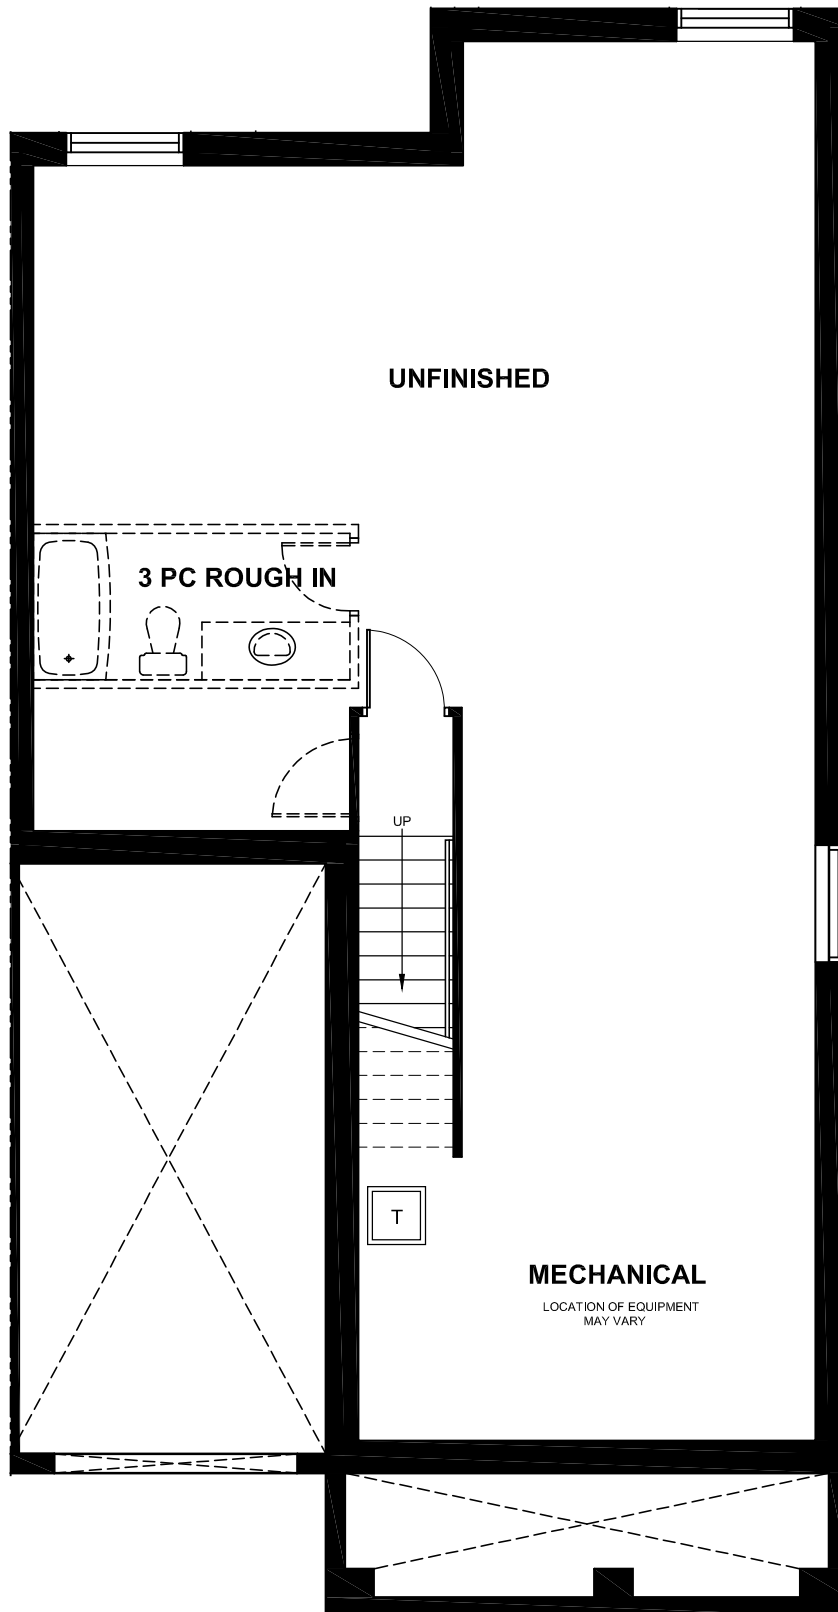 UNFINISHED
3 PC ROUGH IN
UP
T
MECHANICAL
LOCATION OF EQUIPMENT
MAY VARY